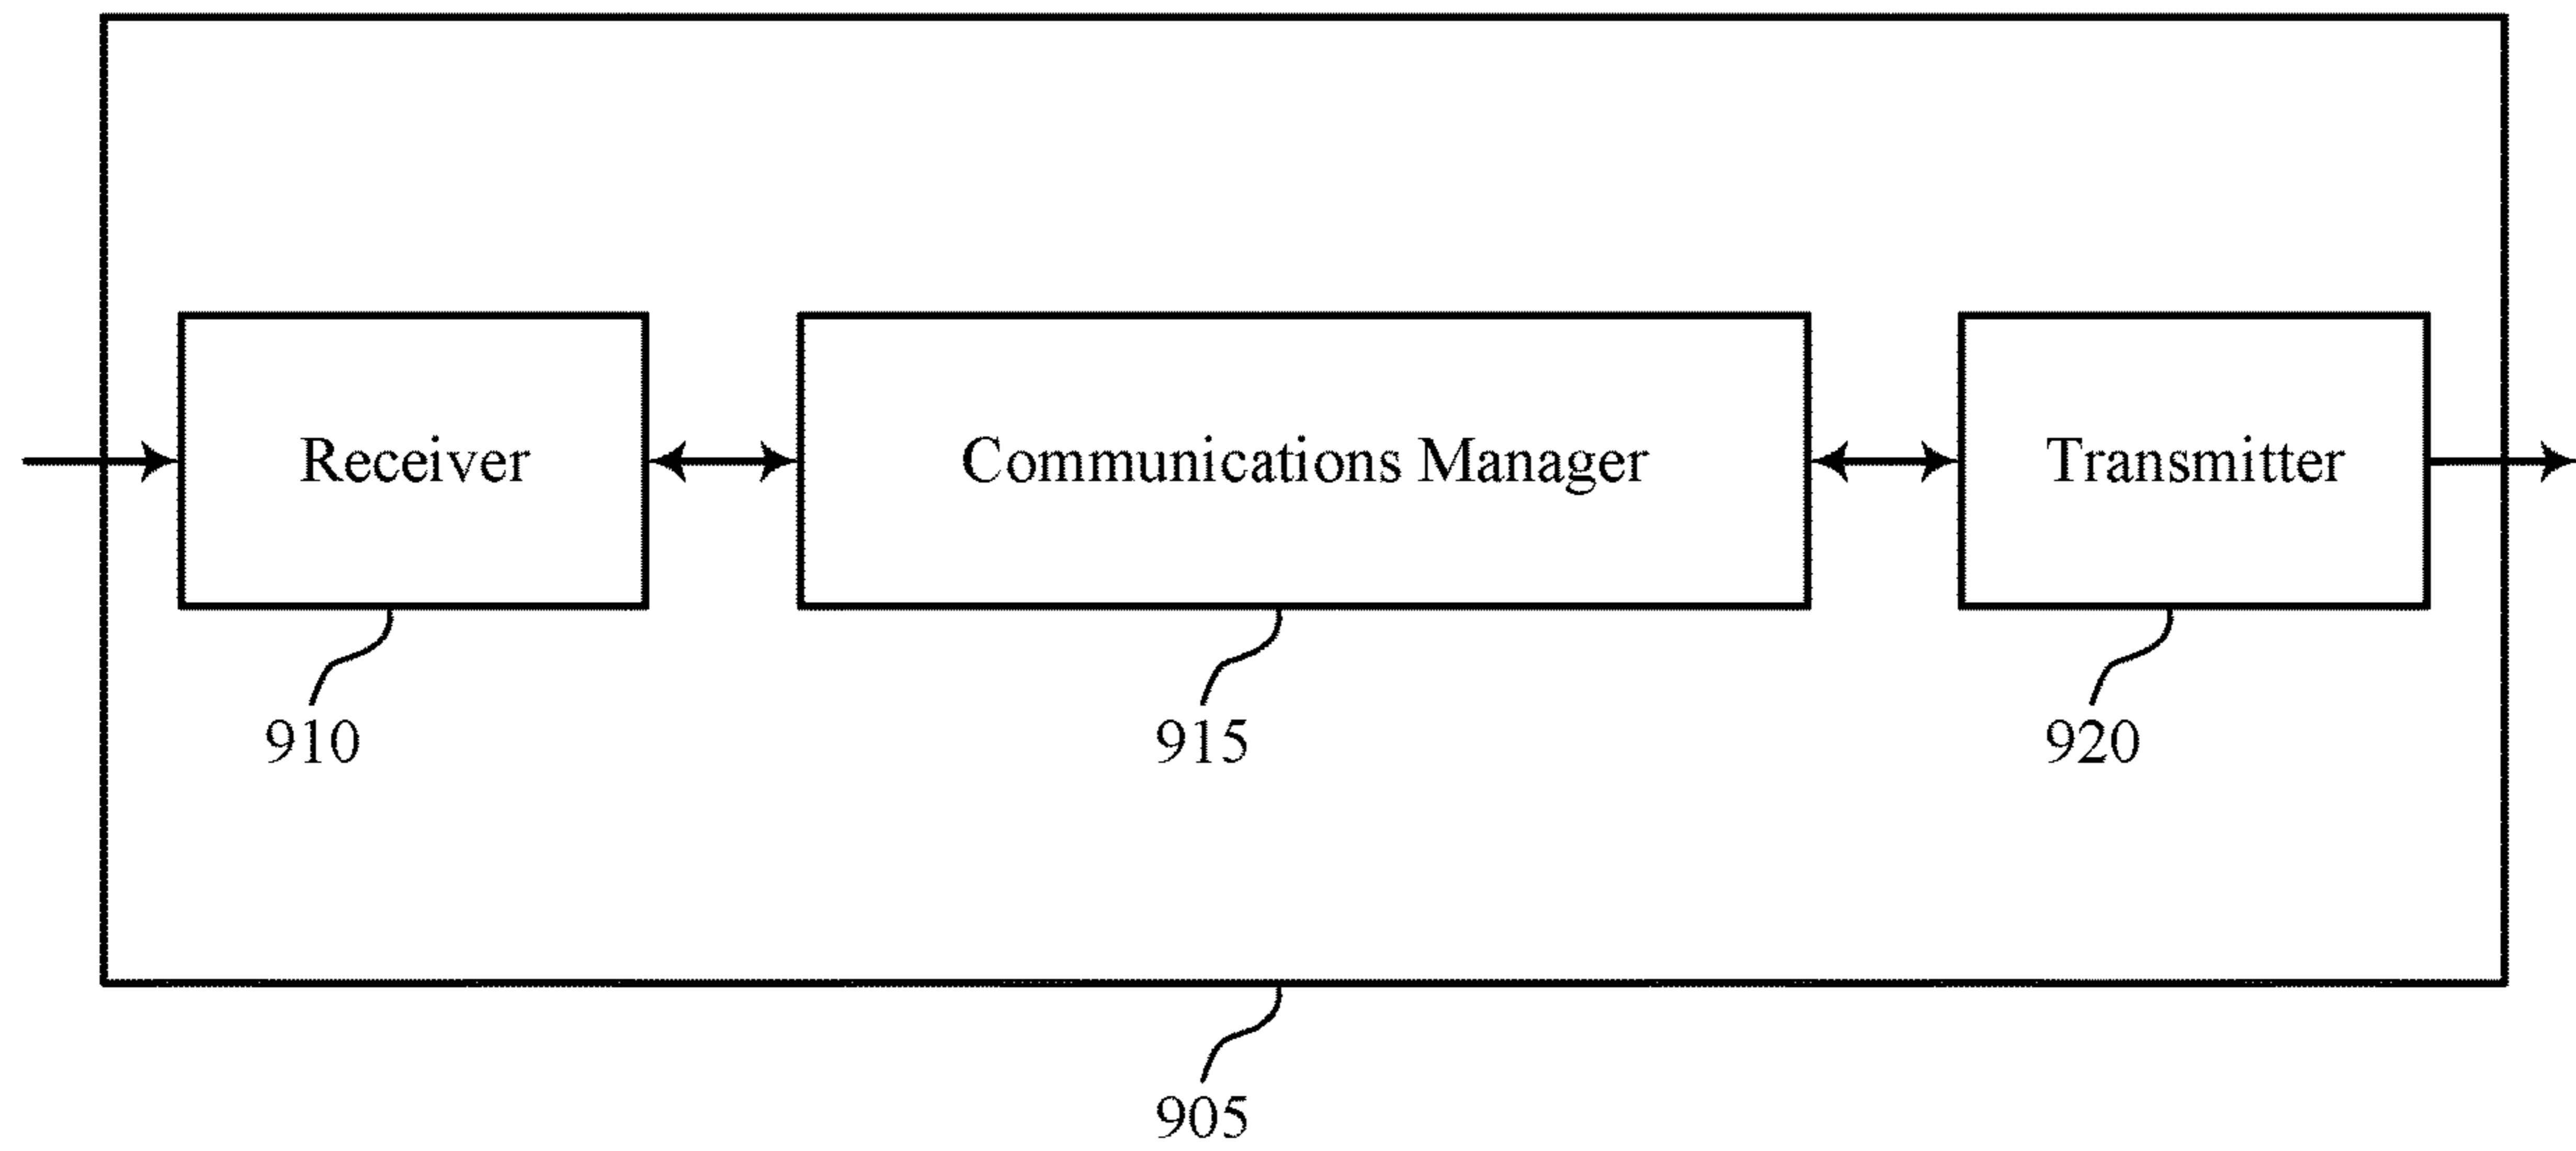 Receiver
Communications Manager
Transmitter
910
915
920
905